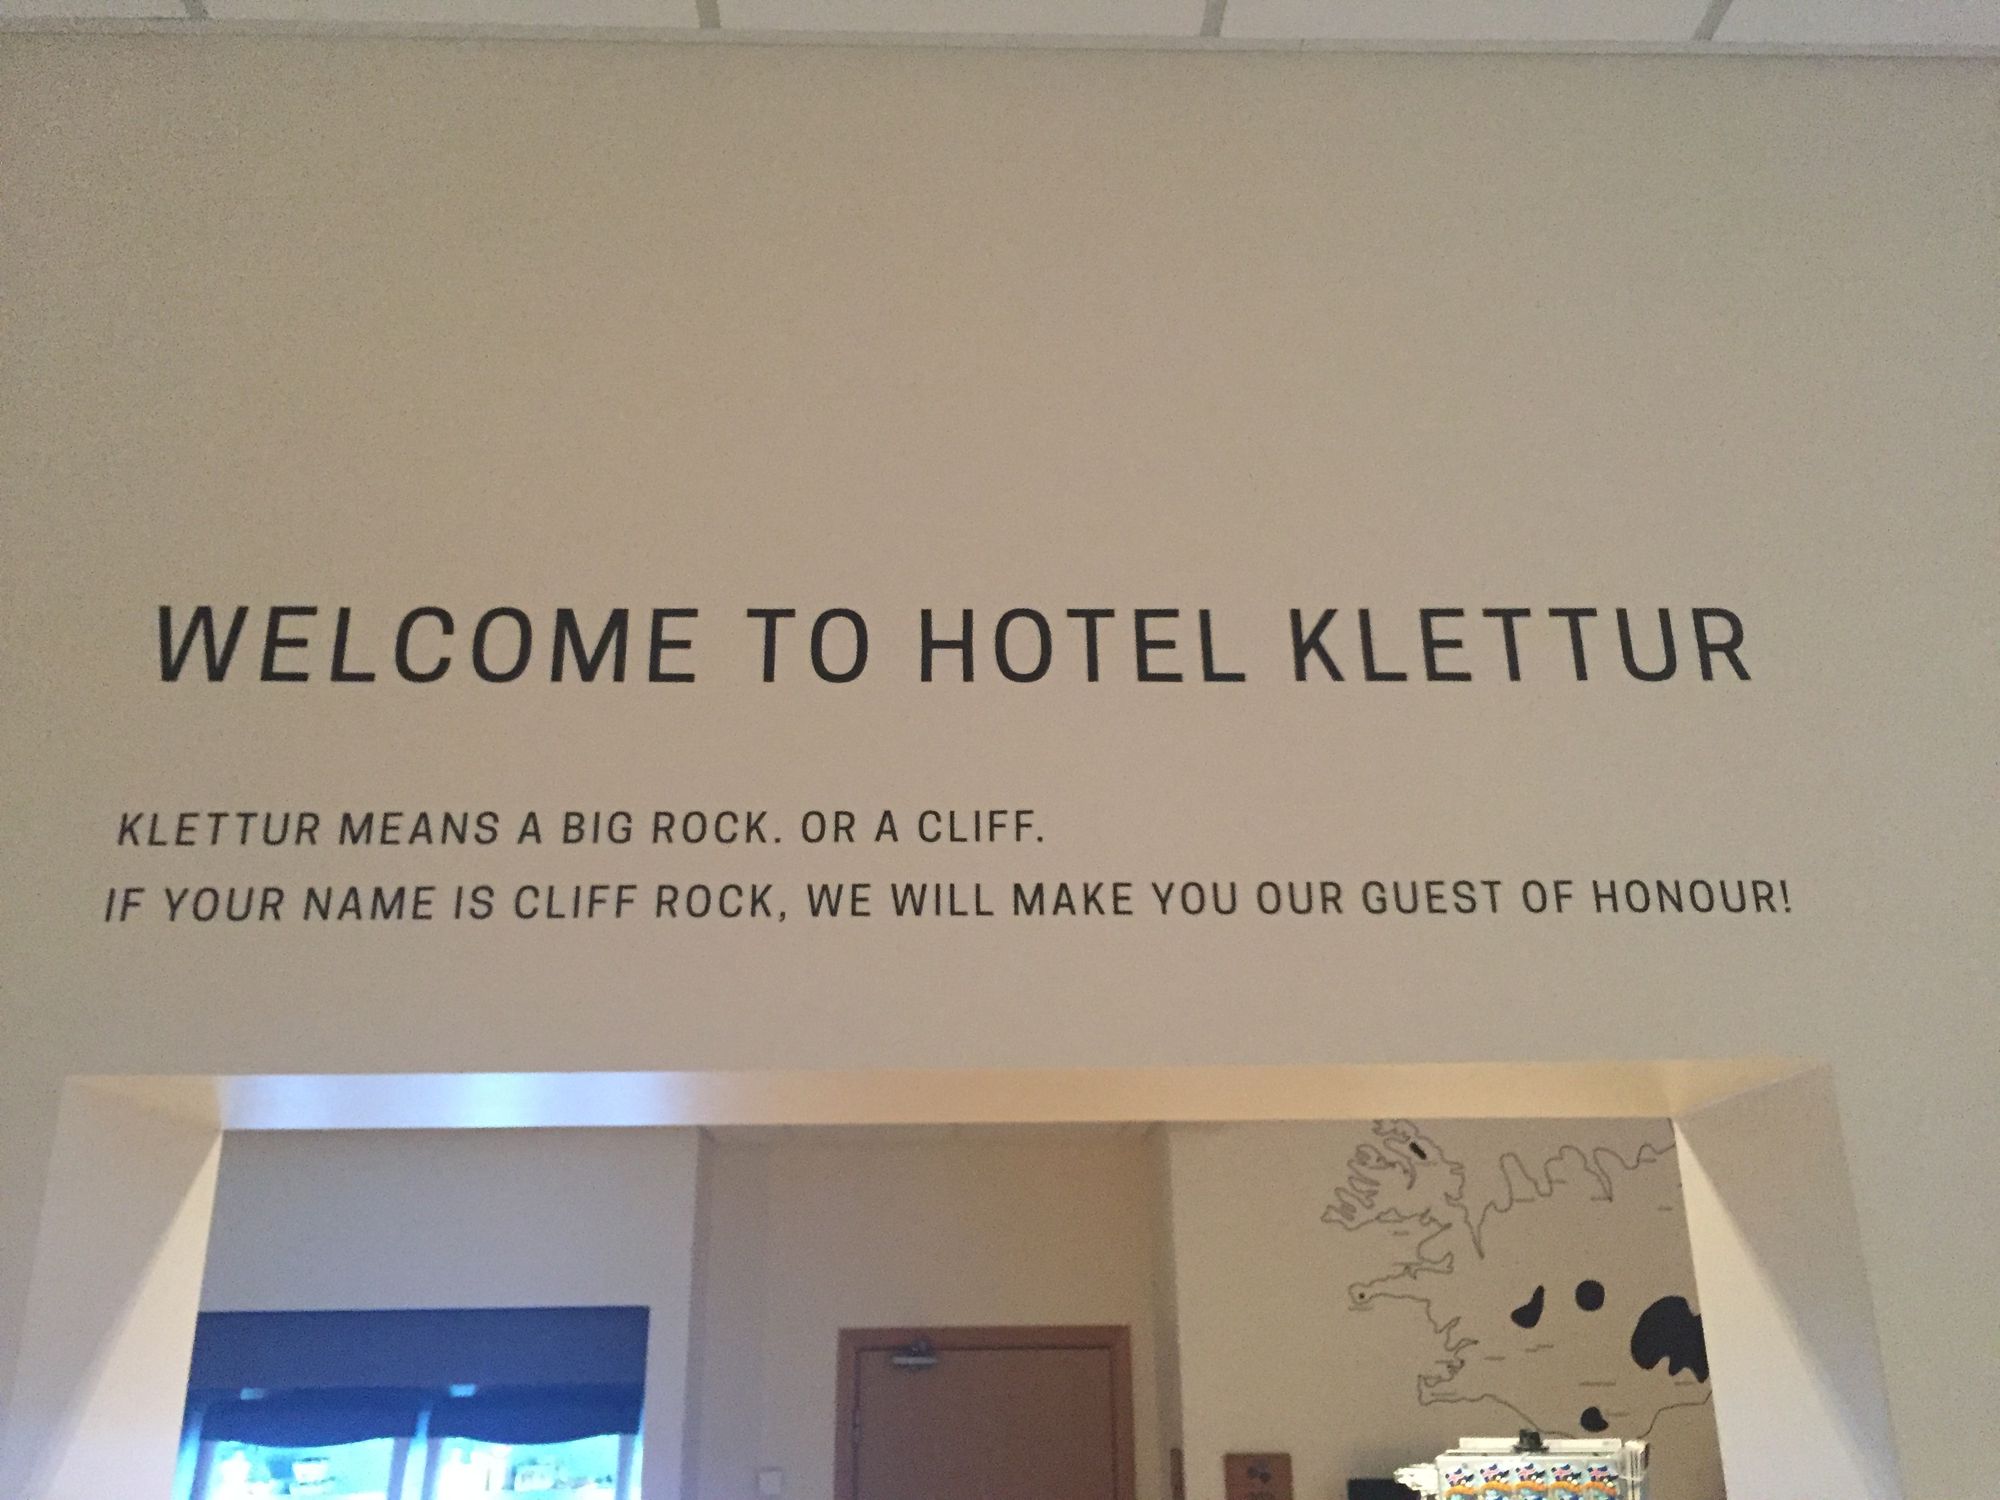 WELCOME TO HOTEL KLETTUR
KLETTUR MEANS A BIG ROCK. OR A CLIFF.
IF YOUR NAME IS CLIFF ROCK, WE WILL MAKE YOU OUR GUEST OF HONOUR!